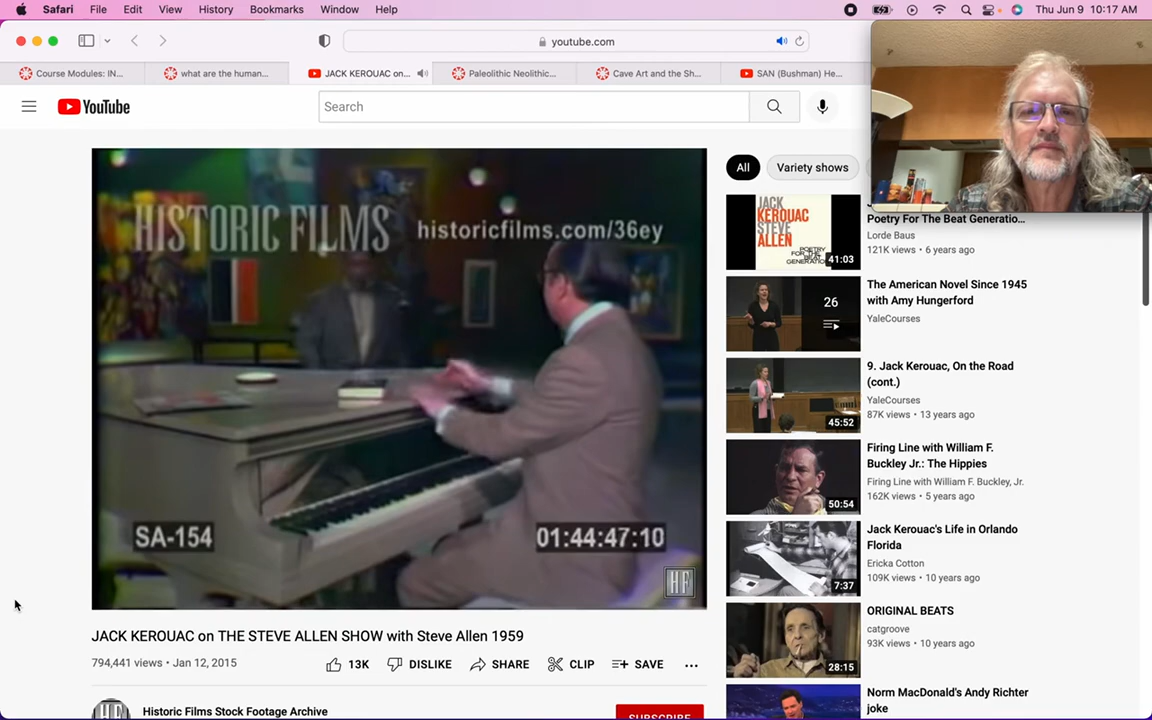 Safari File Edit View History Bookmarks Window Help Thu Jun 9 10:17 AM
youtube.com
Course Modules: IN... what are the human... JACK KEROUAC on... Paleolithic Neolithic... Cave Art and the Sh... SAN (Bushman) He...
YouTube
Search
HISTORIC FILMS
historicfilms.com/36ey
SA-154
01:44:47:10
HF
JACK KEROUAC on THE STEVE ALLEN SHOW with Steve Allen 1959
794,441 views • Jan 12, 2015
13K DISLIKE SHARE CLIP SAVE ...
HF
Historic Films Stock Footage Archive
SUBSCRIBE
All Variety shows
JACK
KEROUAC
STEVE
ALLEN
POETRY
FOR THE
BEAT
GENERATION
41:03
Poetry For The Beat Generatio...
Lorde Baus
121K views • 6 years ago
26
The American Novel Since 1945
with Amy Hungerford
YaleCourses
45:52
9. Jack Kerouac, On the Road
(cont.)
YaleCourses
87K views • 13 years ago
50:54
Firing Line with William F.
Buckley Jr.: The Hippies
Firing Line with William F. Buckley, Jr.
162K views • 5 years ago
7:37
Jack Kerouac's Life in Orlando
Florida
Ericka Cotton
109K views • 10 years ago
28:15
ORIGINAL BEATS
catgroove
93K views • 10 years ago
Norm MacDonald's Andy Richter
joke